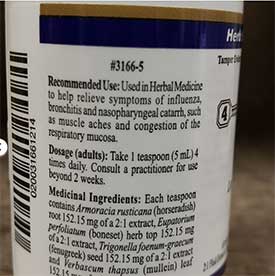 Herb
Tamper Evide
#3166-5
Recommended Use: Used in Herbal Medicine
to help relieve symptoms of influenza,
bronchitis and nasopharyngeal catarrh, such
as muscle aches and congestion of the
respiratory mucosa.
Dosage (adults): Take 1 teaspoon (5 mL) 4
times daily. Consult a practitioner for use
beyond 2 weeks.
Medicinal Ingredients: Each teaspoon
contains Armoracia rusticana (horseradish)
root 152.15 mg of a 2:1 extract, Eupatorium
perfoliatum (boneset) herb top 152.15 mg
of a 2:1 extract, Trigonella foenum-graecum
(fenugreek) seed 152.15 mg of a 2:1 extract
and Verbascum thapsus (mullein) leaf
152.15 mg of a 2:1 extract
020031661214
4